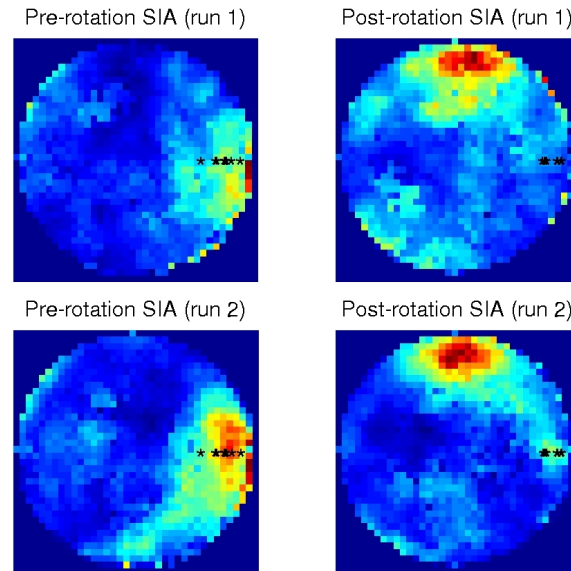 Pre-rotation SIA (run 1)
Post-rotation SIA (run 1)
Pre-rotation SIA (run 2)
Post-rotation SIA (run 2)